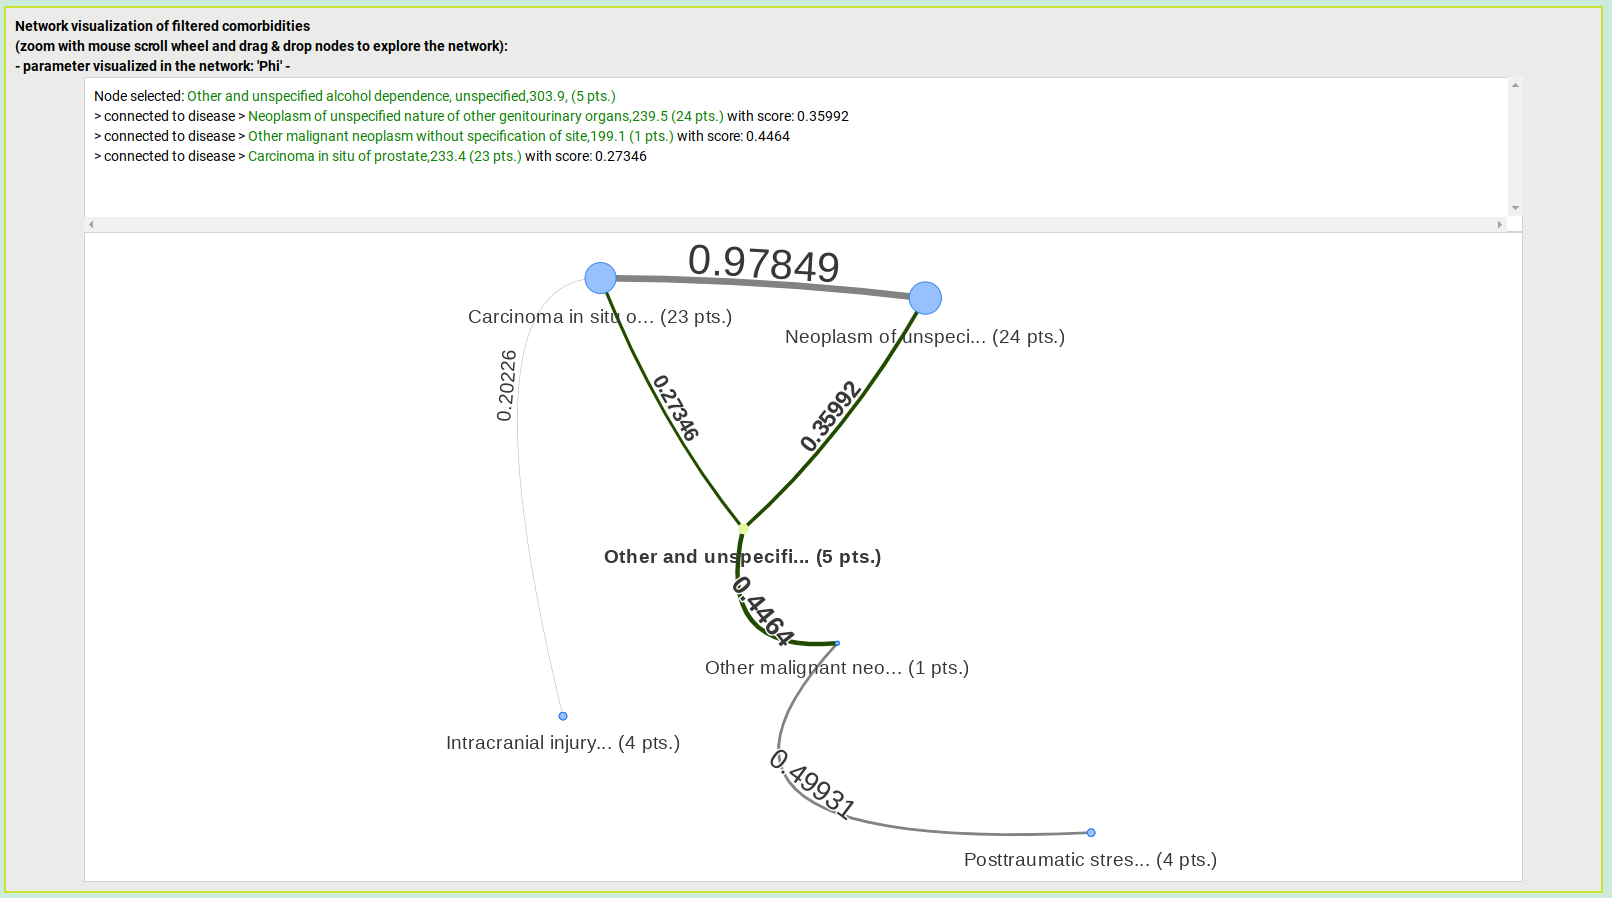 Network visualization of filtered comorbidities
(zoom with mouse scroll wheel and drag & drop nodes to explore the network):
- parameter visualized in the network: 'Phi' -
Node selected: Other and unspecified alcohol dependence, unspecified,303.9, (5 pts.)
> connected to disease > Neoplasm of unspecified nature of other genitourinary organs,239.5 (24 pts.) with score: 0.35992
> connected to disease > Other malignant neoplasm without specification of site,199.1 (1 pts.) with score: 0.4464
> connected to disease > Carcinoma in situ of prostate,233.4 (23 pts.) with score: 0.27346
0.97849
Carcinoma in situ o... (23 pts.)
Neoplasm of unspeci... (24 pts.)
0.20226
0.27346
0.35992
Other and unspecifi... (5 pts.)
0.4464
Other malignant neo... (1 pts.)
Intracranial injury... (4 pts.)
0.49931
Posttraumatic stres... (4 pts.)